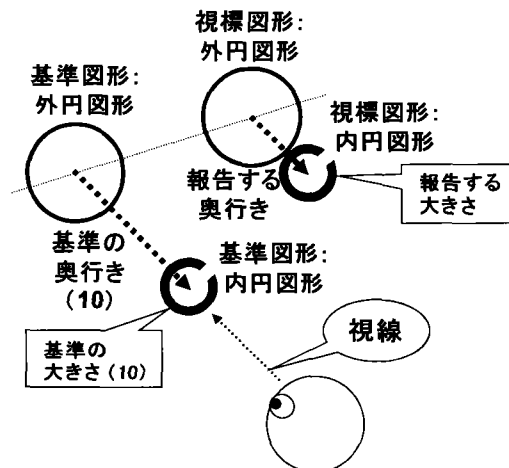 視標図形：
外円図形
基準図形：
外円図形
視標図形：
内円図形
報告する
奥行き
報告する
大きさ
基準の
奥行き
(10)
基準図形：
内円図形
基準の
大きさ (10)
視線